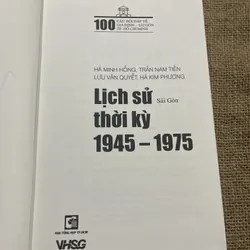 100 CÂU HỎI ĐÁP VỀ
GIA ĐỊNH - SÀI GÒN
TP. HỒ CHÍ MINH
HÀ MINH HỒNG, TRẦN NAM TIẾN
LƯU VĂN QUYẾT, HÀ KIM PHƯƠNG
Lịch sử Sài Gòn
thời kỳ
1945 – 1975
VHSG